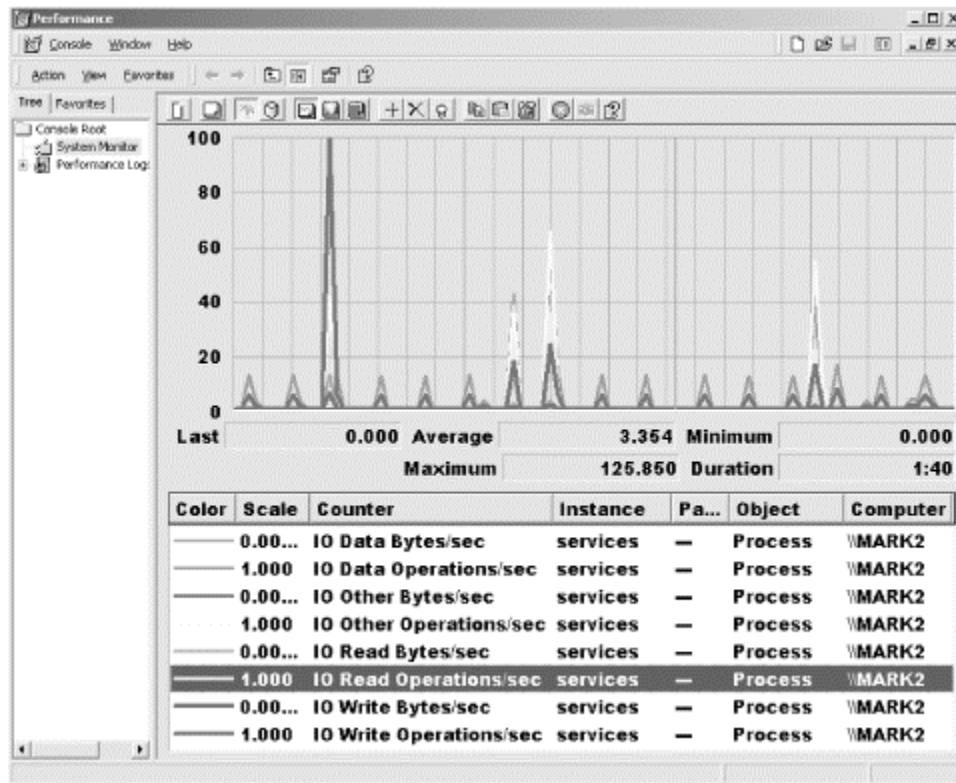 Performance
Console Window Help
Action View Favorites
Tree Favorites
Console Root
System Monitor
Performance Log:
100
80
60
40
20
0
Last 0.000 Average 3.354 Minimum 0.000
Maximum 125.850 Duration 1:40
Color Scale Counter Instance Pa... Object Computer
0.00... IO Data Bytes/sec services — Process \\MARK2
1.000 IO Data Operations/sec services — Process \\MARK2
0.00... IO Other Bytes/sec services — Process \\MARK2
1.000 IO Other Operations/sec services — Process \\MARK2
0.00... IO Read Bytes/sec services — Process \\MARK2
1.000 IO Read Operations/sec services — Process \\MARK2
0.00... IO Write Bytes/sec services — Process \\MARK2
1.000 IO Write Operations/sec services — Process \\MARK2